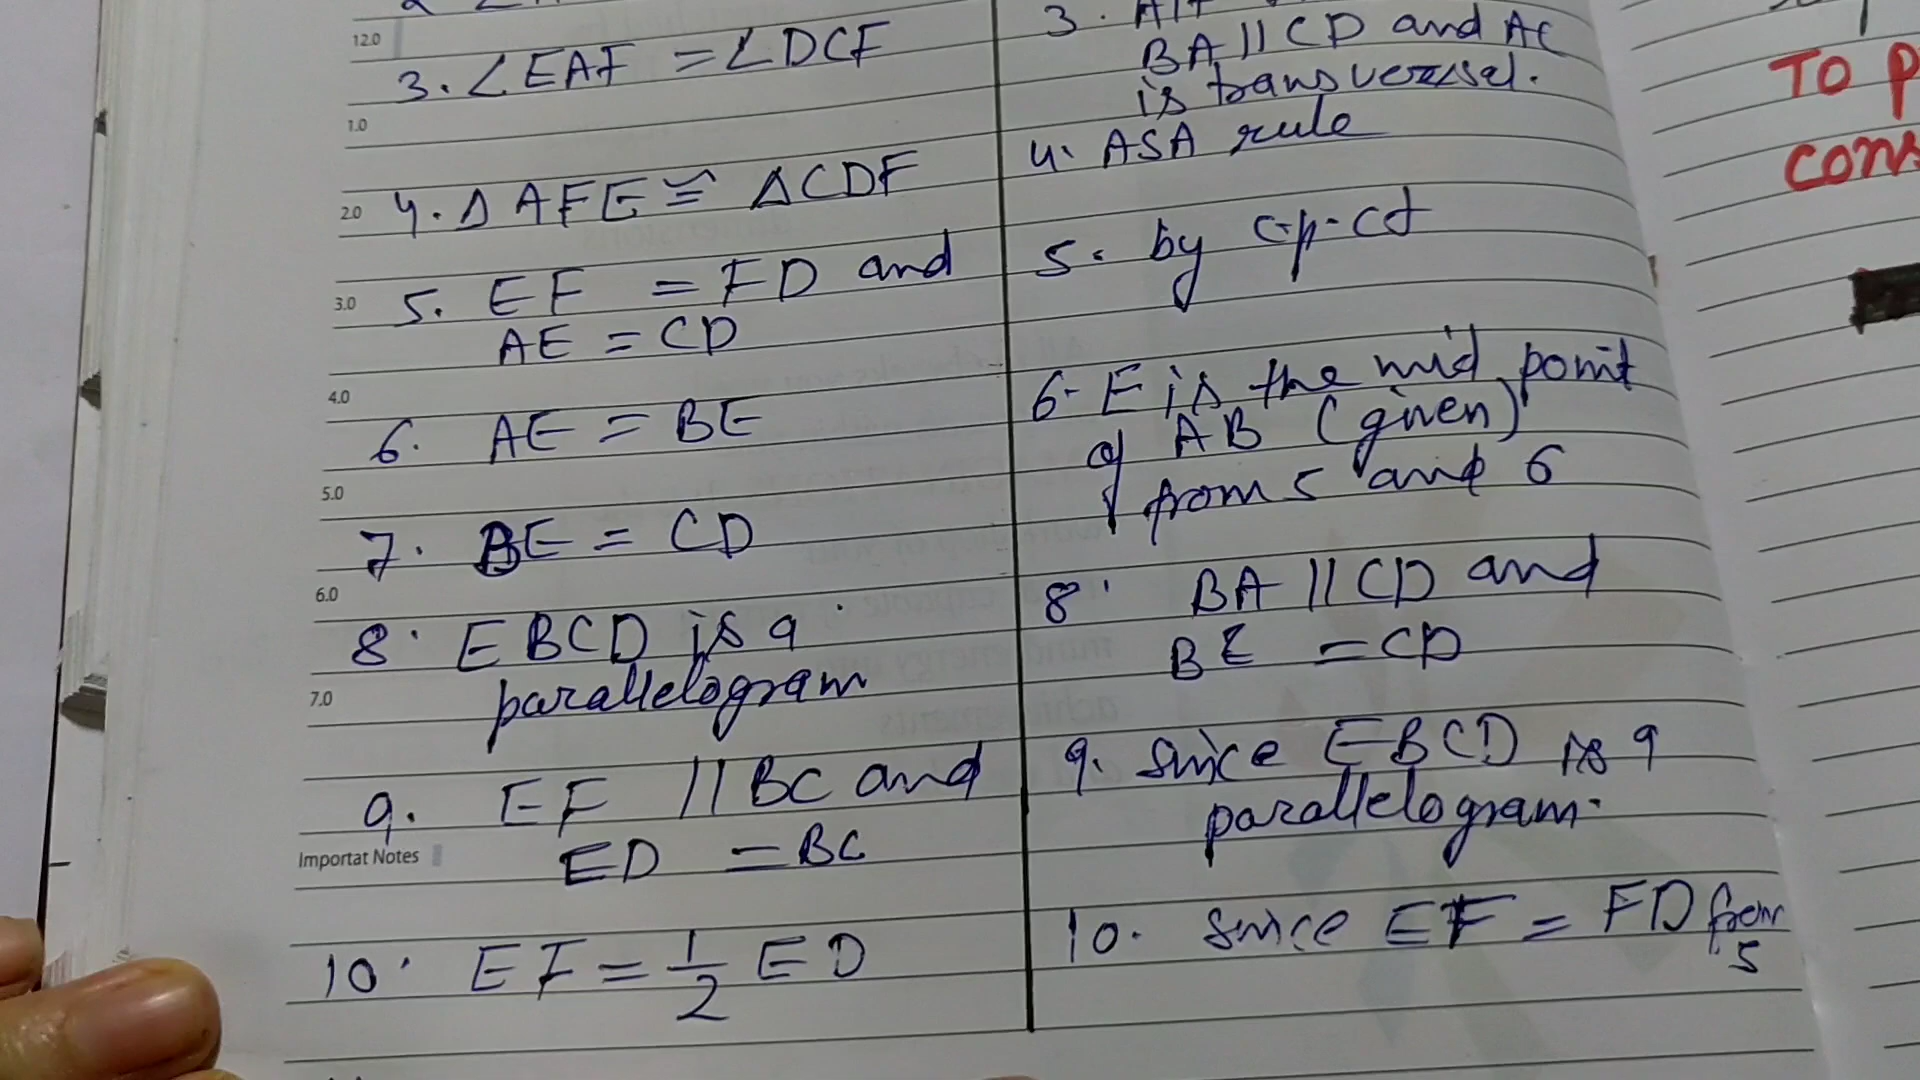 12.0
3. ∠EAF = ∠DCF
1.0
2.0
4. Δ AFE ≅ ΔCDF
3.0
5. EF = FD and
AE = CD
4.0
6. AE = BE
5.0
7. BE = CD
6.0
8. EBCD is a
parallelogram
7.0
9. EF || BC and
Importat Notes
ED = BC
10. EF = 1/2 ED
3. Alt
BA || CD and AC
is transversal.
4. ASA rule
5. by c.p.ct
6. E is the mid point
of AB (given)
from 5 and 6
8. BA || CD and
BE = CD
9. Since EBCD is a
parallelogram.
10. Since EF = FD from
5
TO P
cons